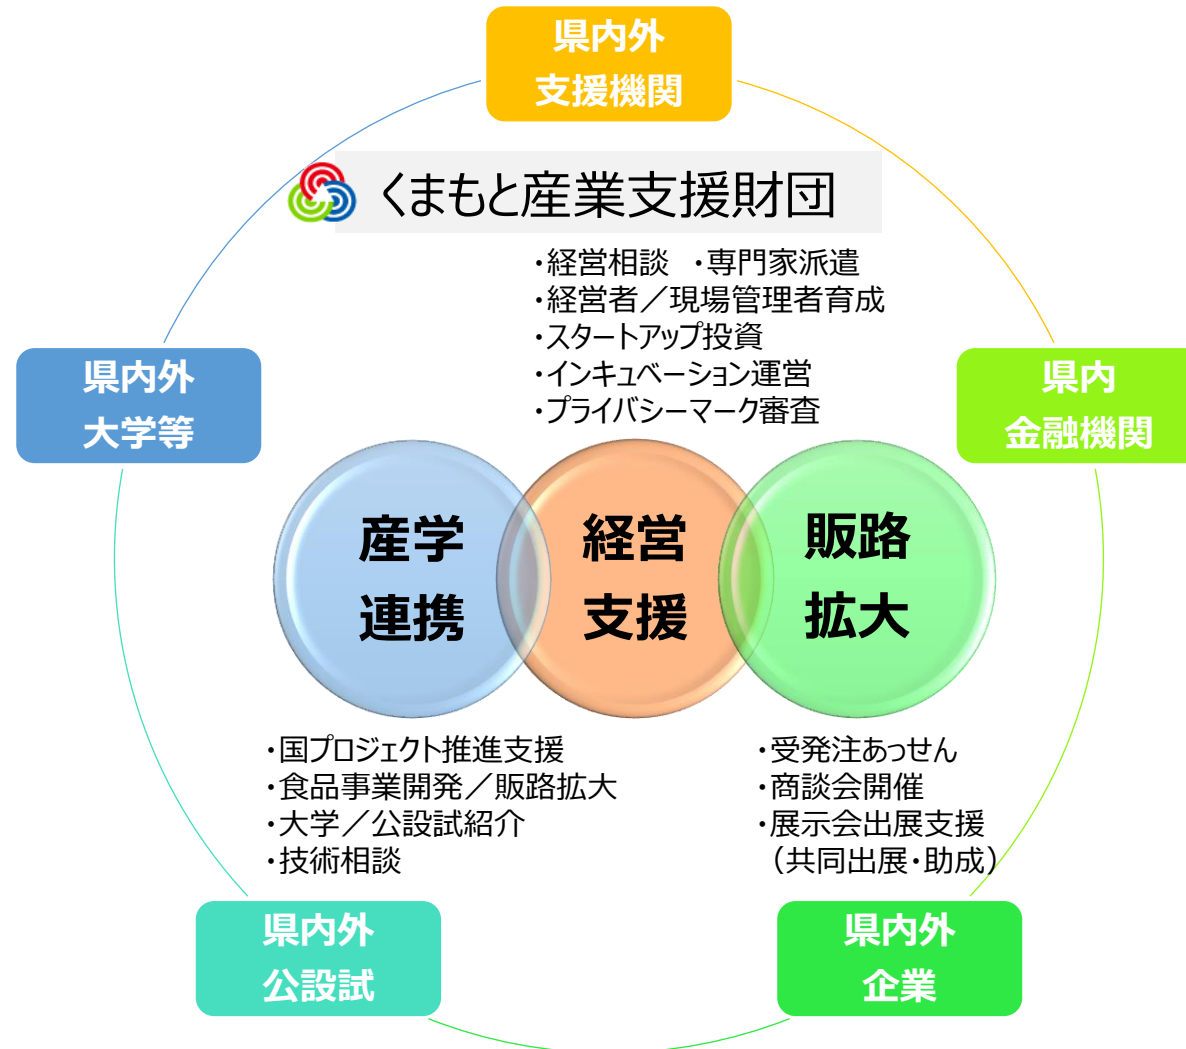 県内外
支援機関
くまもと産業支援財団
・経営相談　・専門家派遣
・経営者／現場管理者育成
・スタートアップ投資
・インキュベーション運営
・プライバシーマーク審査
県内外
大学等
県内
金融機関
産学
連携
経営
支援
販路
拡大
・国プロジェクト推進支援
・食品事業開発／販路拡大
・大学／公設試紹介
・技術相談
・受発注あっせん
・商談会開催
・展示会出展支援
（共同出展・助成）
県内外
公設試
県内外
企業